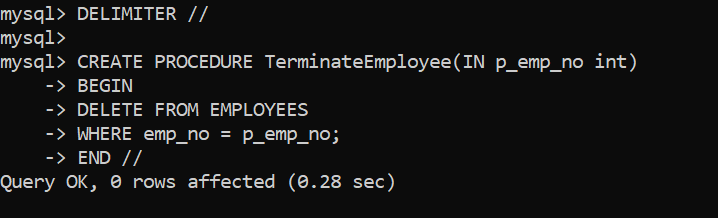 mysql> DELIMITER //
mysql>
mysql> CREATE PROCEDURE TerminateEmployee(IN p_emp_no int)
    -> BEGIN
    -> DELETE FROM EMPLOYEES
    -> WHERE emp_no = p_emp_no;
    -> END //
Query OK, 0 rows affected (0.28 sec)